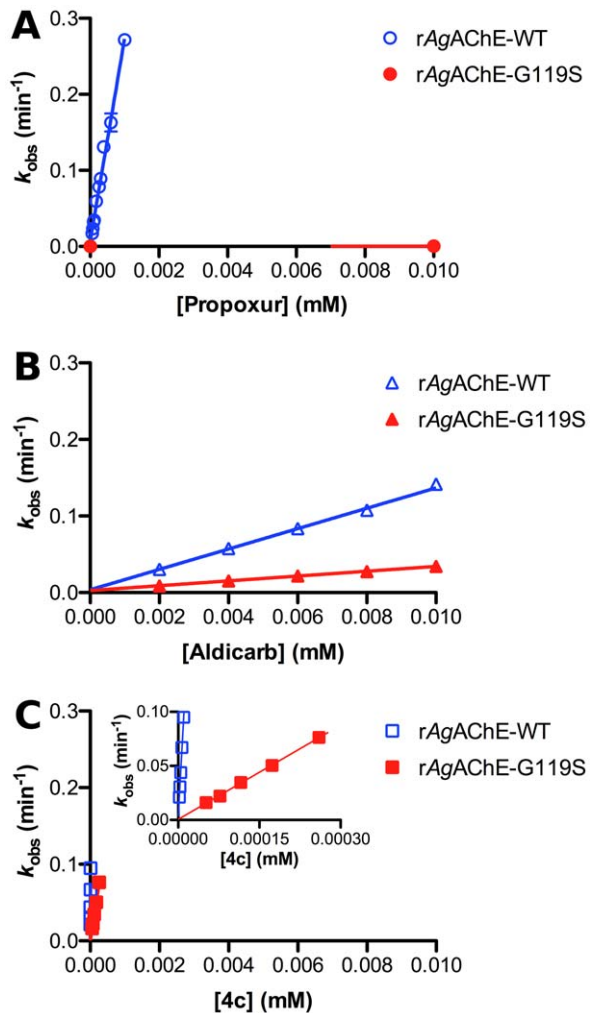 A
rAgAChE-WT
rAgAChE-G119S
0.3
0.2
0.1
0.0
kobs (min-1)
0.000 0.002 0.004 0.006 0.008 0.010
[Propoxur] (mM)
B
rAgAChE-WT
rAgAChE-G119S
0.3
0.2
0.1
0.0
kobs (min-1)
0.000 0.002 0.004 0.006 0.008 0.010
[Aldicarb] (mM)
C
rAgAChE-WT
rAgAChE-G119S
0.3
0.2
0.1
0.0
kobs (min-1)
0.10
0.05
0.00
kobs (min-1)
0.00000 0.00015 0.00030
[4c] (mM)
0.000 0.002 0.004 0.006 0.008 0.010
[4c] (mM)